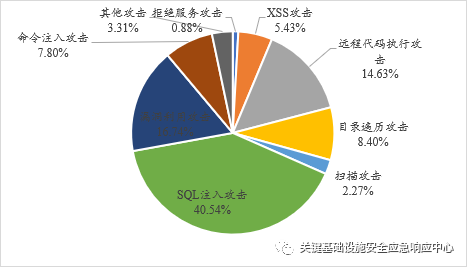 其他攻击
3.31%
拒绝服务攻击
0.88%
XSS攻击
5.43%
命令注入攻击
7.80%
远程代码执行攻
击
14.63%
目录遍历攻击
8.40%
扫描攻击
2.27%
SQL注入攻击
40.54%
关键基础设施安全应急响应中心